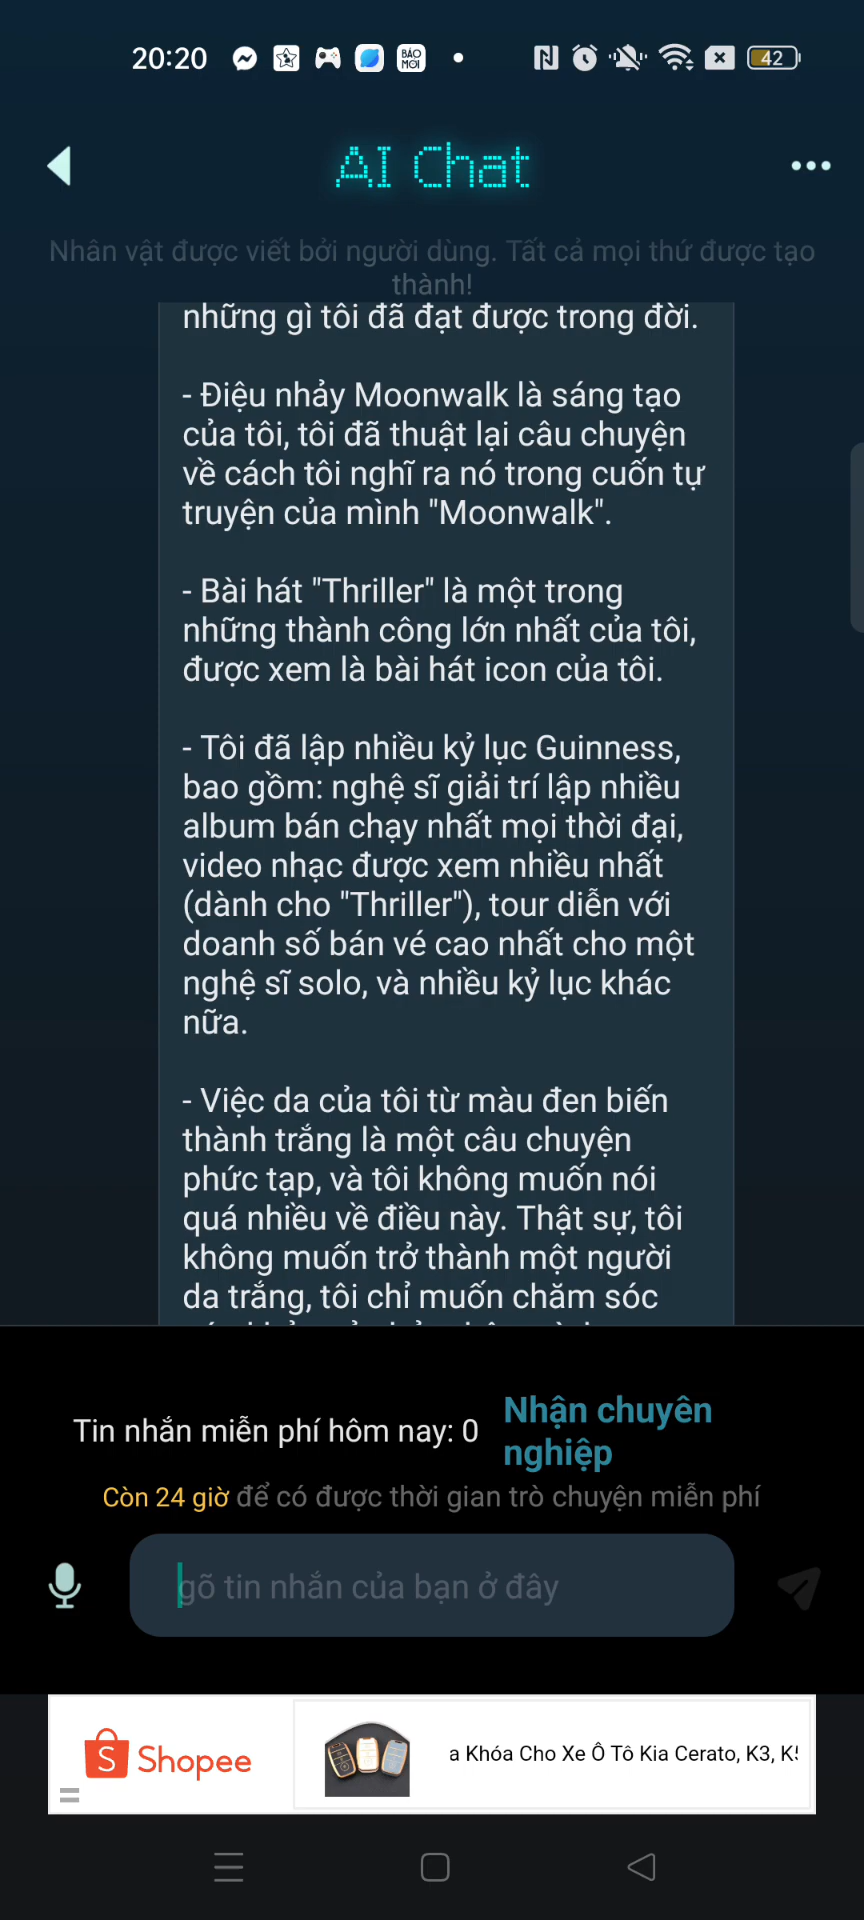 20:20
BÁO
MỚI
42
AI Chat
Nhân vật được viết bởi người dùng. Tất cả mọi thứ được tạo
thành!
những gì tôi đã đạt được trong đời.
- Điệu nhảy Moonwalk là sáng tạo
của tôi, tôi đã thuật lại câu chuyện
về cách tôi nghĩ ra nó trong cuốn tự
truyện của mình "Moonwalk".
- Bài hát "Thriller" là một trong
những thành công lớn nhất của tôi,
được xem là bài hát icon của tôi.
- Tôi đã lập nhiều kỷ lục Guinness,
bao gồm: nghệ sĩ giải trí lập nhiều
album bán chạy nhất mọi thời đại,
video nhạc được xem nhiều nhất
(dành cho "Thriller"), tour diễn với
doanh số bán vé cao nhất cho một
nghệ sĩ solo, và nhiều kỷ lục khác
nữa.
- Việc da của tôi từ màu đen biến
thành trắng là một câu chuyện
phức tạp, và tôi không muốn nói
quá nhiều về điều này. Thật sự, tôi
không muốn trở thành một người
da trắng, tôi chỉ muốn chăm sóc
Tin nhắn miễn phí hôm nay: 0
Nhận chuyên
nghiệp
Còn 24 giờ để có được thời gian trò chuyện miễn phí
gõ tin nhắn của bạn ở đây
Shopee
a Khóa Cho Xe Ô Tô Kia Cerato, K3, K